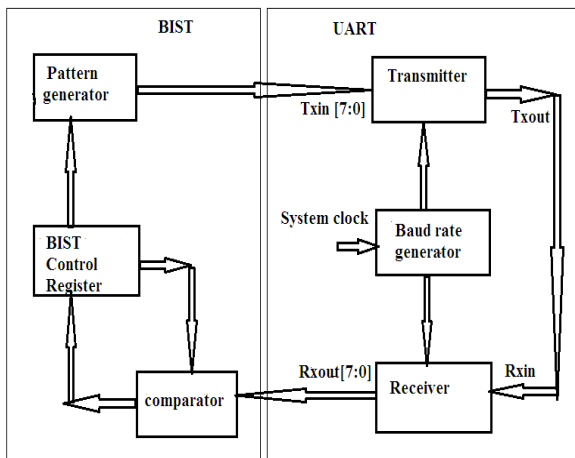 BIST
UART
Pattern
generator
Txin [7:0]
Transmitter
Txout
System clock
Baud rate
generator
BIST
Control
Register
Rxout[7:0]
Rxin
comparator
Receiver